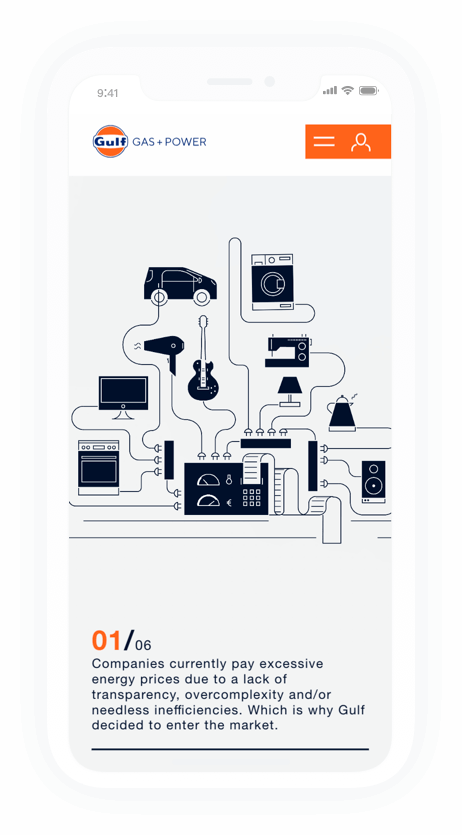 9:41
Gulf GAS + POWER
€
01/06
Companies currently pay excessive
energy prices due to a lack of
transparency, overcomplexity and/or
needless inefficiencies. Which is why Gulf
decided to enter the market.